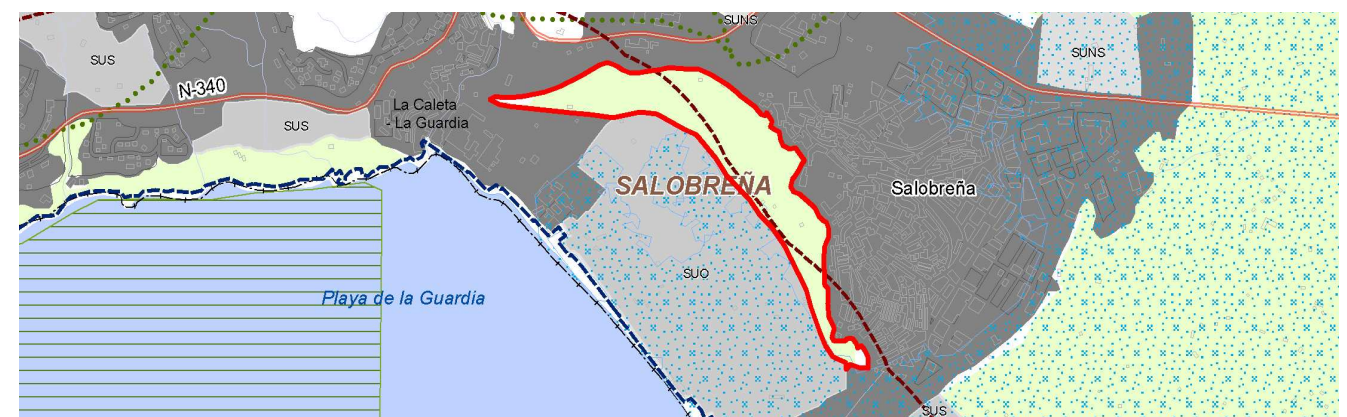 SUNS
SUNS
SUS
N-340
La Caleta
- La Guardia
SUS
SALOBREÑA
Salobreña
SUO
Playa de la Guardia
SUS